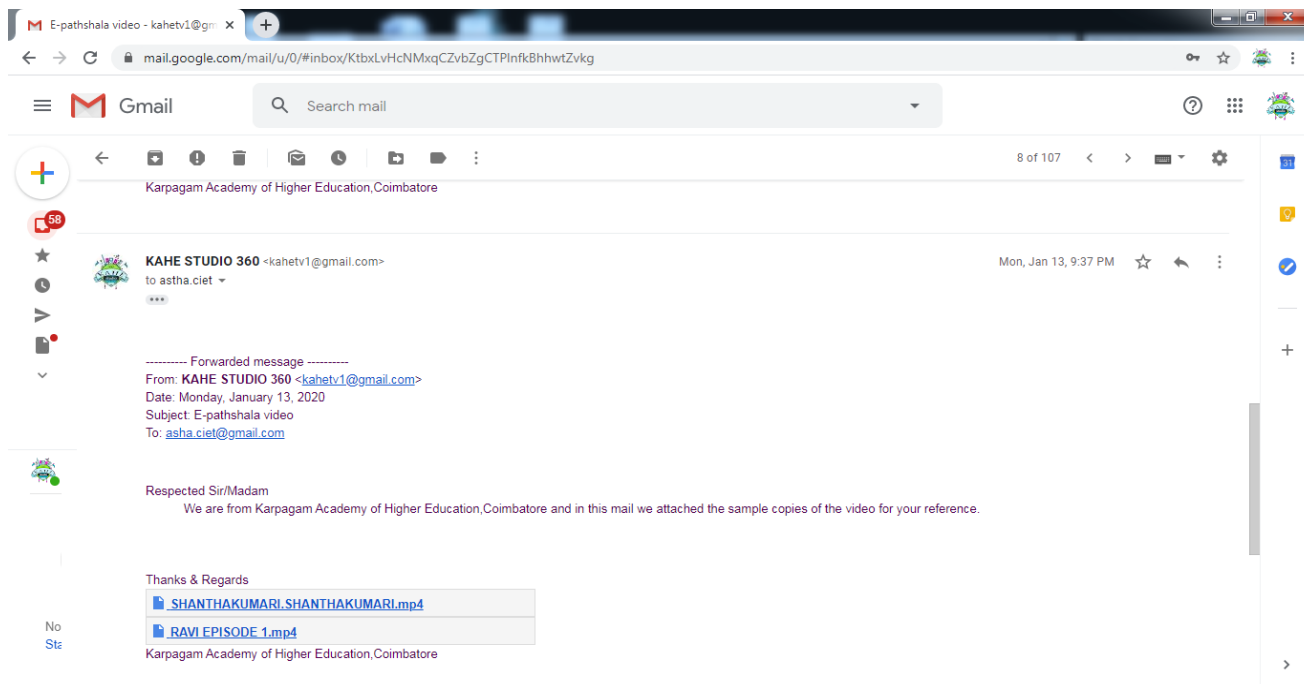 E-pathshala video - kahetv1@gm
mail.google.com/mail/u/0/#inbox/KtbxLvHcNMxqCZvbZgCTPlnfkBhhwtZvkg
Gmail
Search mail
8 of 107
31
Karpagam Academy of Higher Education,Coimbatore
58
KAHE STUDIO 360 <kahetv1@gmail.com>
Mon, Jan 13, 9:37 PM
to astha.ciet
---------- Forwarded message ----------
From: KAHE STUDIO 360 <kahetv1@gmail.com>
Date: Monday, January 13, 2020
Subject: E-pathshala video
To: asha.ciet@gmail.com
Respected Sir/Madam
We are from Karpagam Academy of Higher Education,Coimbatore and in this mail we attached the sample copies of the video for your reference.
Thanks & Regards
SHANTHAKUMARI.SHANTHAKUMARI.mp4
RAVI EPISODE 1.mp4
Karpagam Academy of Higher Education,Coimbatore
No
Sta